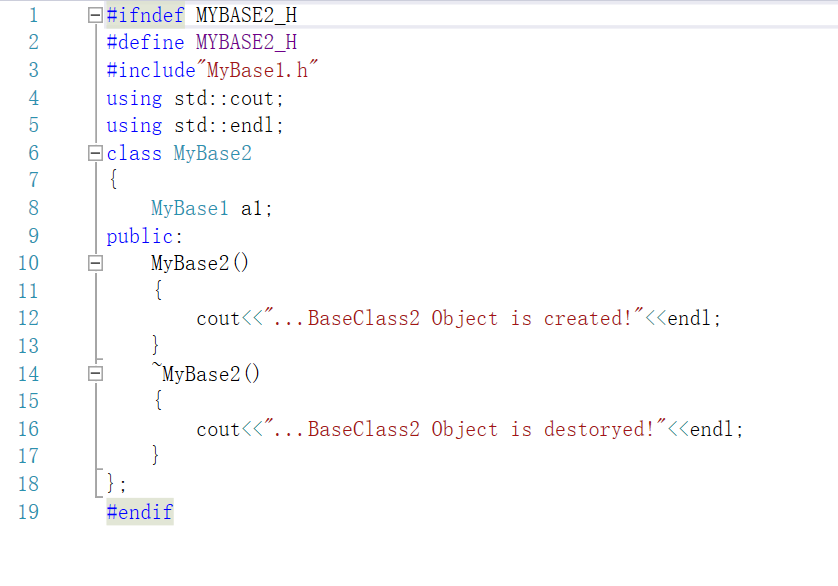 1 #ifndef MYBASE2_H
2 #define MYBASE2_H
3 #include"MyBase1.h"
4 using std::cout;
5 using std::endl;
6 class MyBase2
7 {
8 MyBase1 a1;
9 public:
10 MyBase2()
11 {
12 cout<<"...BaseClass2 Object is created!"<<endl;
13 }
14 ~MyBase2()
15 {
16 cout<<"...BaseClass2 Object is destoryed!"<<endl;
17 }
18 };
19 #endif